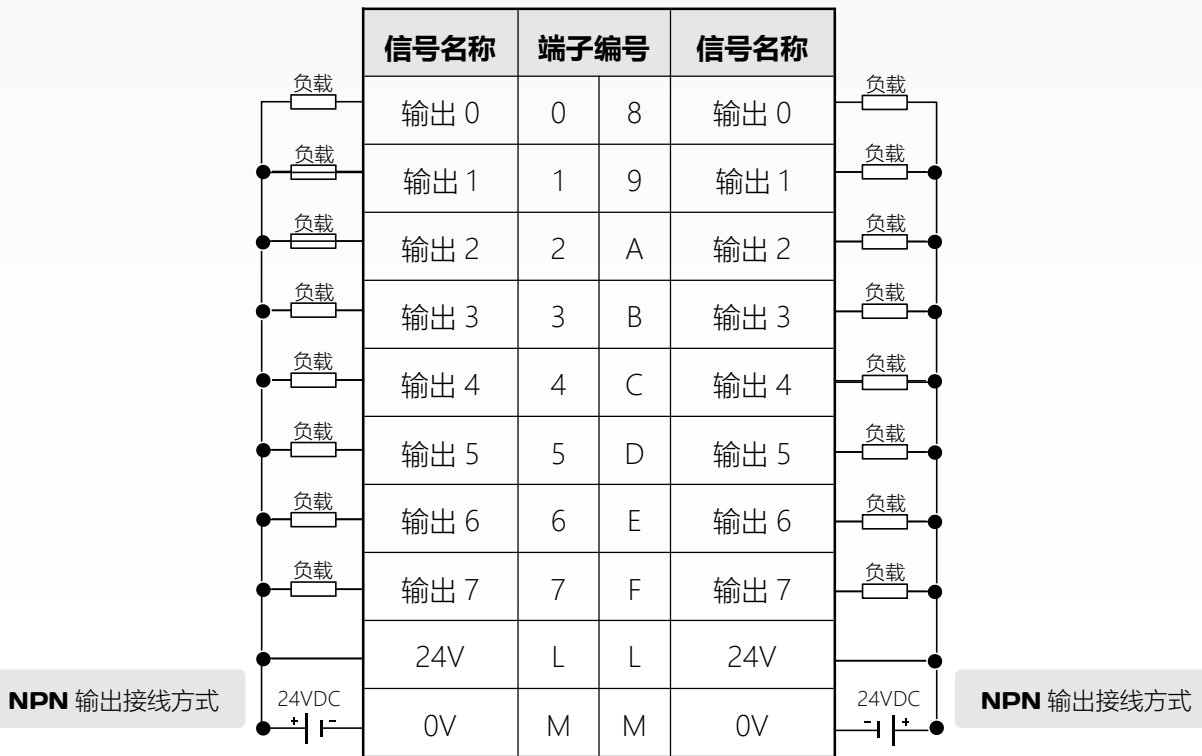 信号名称 端子编号 信号名称
负载 输出 0 0 8 输出 0 负载
负载 输出 1 1 9 输出 1 负载
负载 输出 2 2 A 输出 2 负载
负载 输出 3 3 B 输出 3 负载
负载 输出 4 4 C 输出 4 负载
负载 输出 5 5 D 输出 5 负载
负载 输出 6 6 E 输出 6 负载
负载 输出 7 7 F 输出 7 负载
24V L L 24V
NPN 输出接线方式 24VDC 0V M M 0V 24VDC NPN 输出接线方式
+ - - +